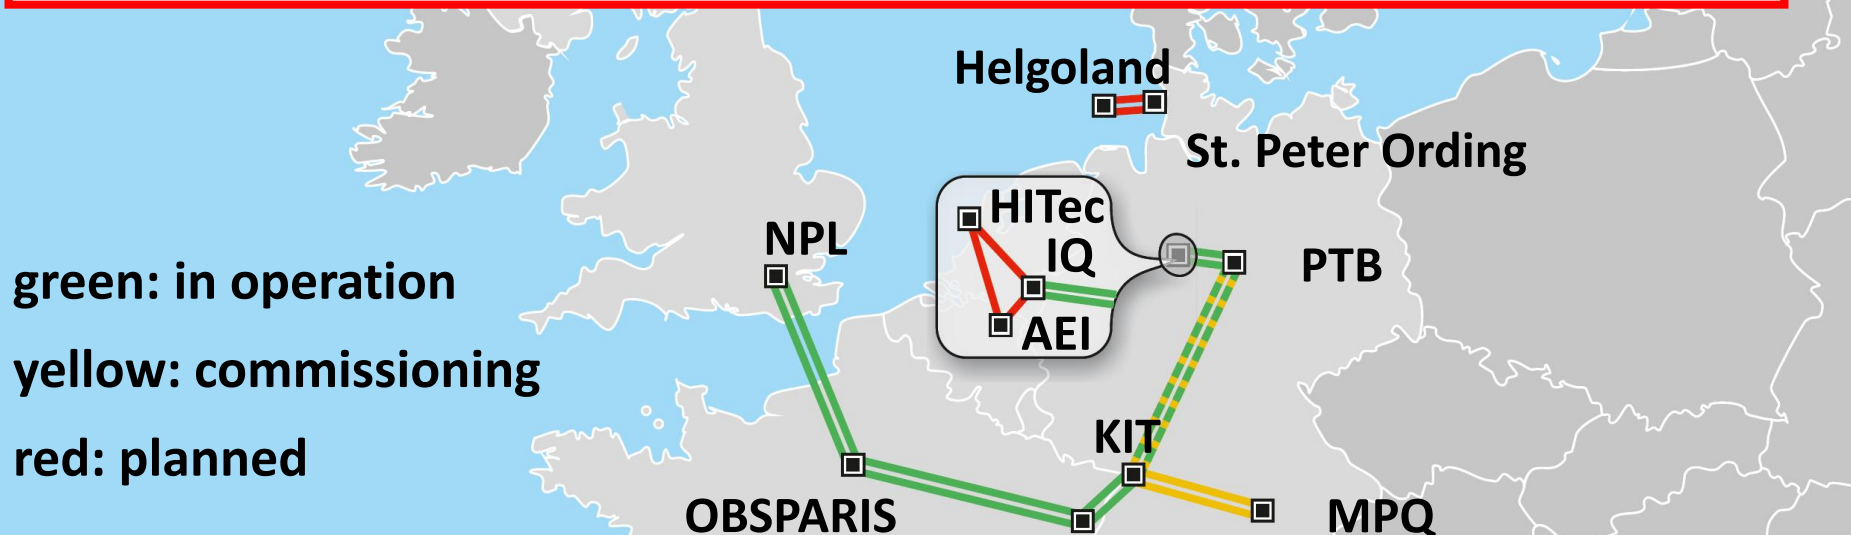 Helgoland
St. Peter Ording
HITec
IQ
AEI
NPL
PTB
green: in operation
yellow: commissioning
red: planned
KIT
OBSPARIS
MPQ